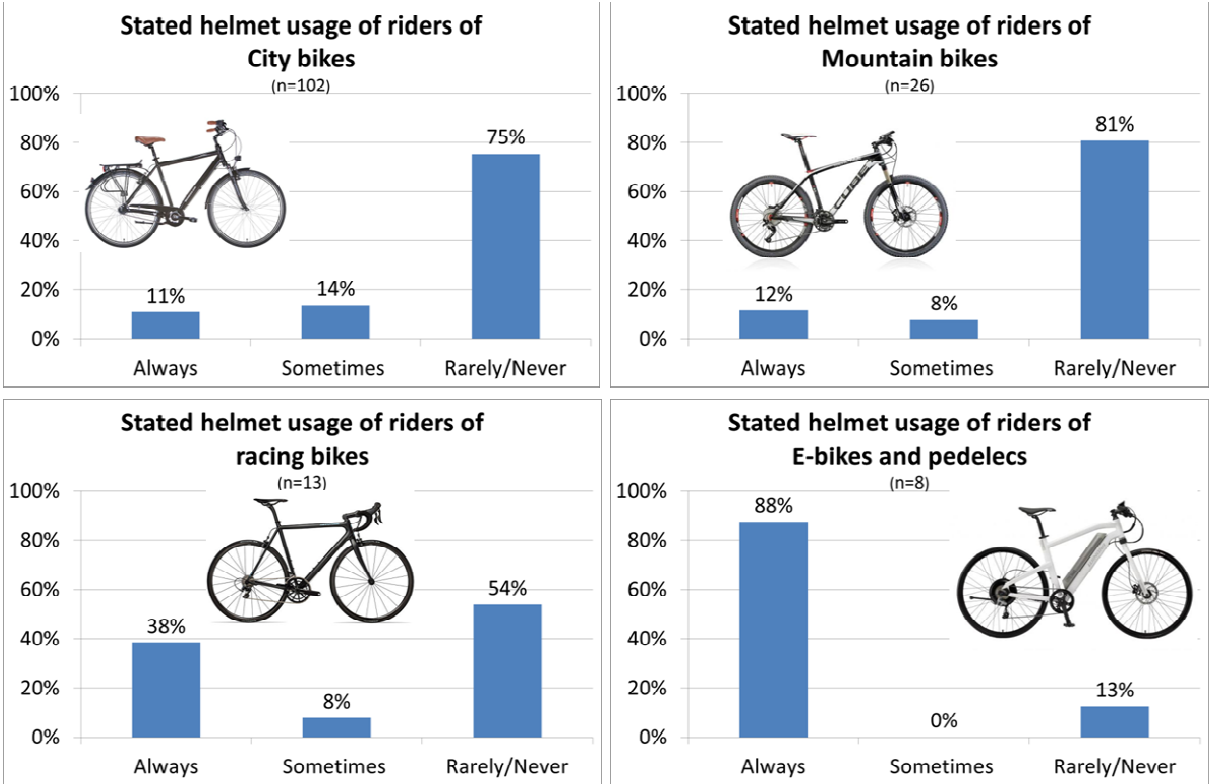 Stated helmet usage of riders of
City bikes
(n=102)
100%
80%
60%
40%
20%
0%
11%
14%
75%
Always
Sometimes
Rarely/Never
Stated helmet usage of riders of
Mountain bikes
(n=26)
100%
80%
60%
40%
20%
0%
CUBE
12%
8%
81%
Always
Sometimes
Rarely/Never
Stated helmet usage of riders of
racing bikes
(n=13)
100%
80%
60%
40%
20%
0%
38%
8%
54%
Always
Sometimes
Rarely/Never
Stated helmet usage of riders of
E-bikes and pedelecs
(n=8)
100%
80%
60%
40%
20%
0%
88%
0%
13%
Always
Sometimes
Rarely/Never